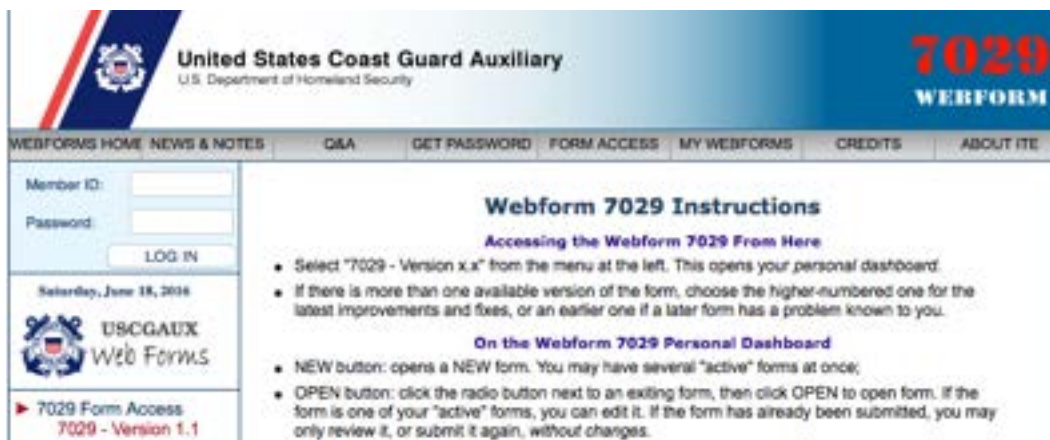 United States Coast Guard Auxiliary
U.S. Department of Homeland Security
7029
WEBFORM
WEBFORMS HOME NEWS & NOTES Q&A GET PASSWORD FORM ACCESS MY WEBFORMS CREDITS ABOUT ITE
Member ID:
Password:
LOG IN
Saturday, June 18, 2016
USCGAUX
Web Forms
7029 Form Access
7029 - Version 1.1
Webform 7029 Instructions
Accessing the Webform 7029 From Here
Select "7029 - Version x.x" from the menu at the left. This opens your personal dashboard.
If there is more than one available version of the form, choose the higher-numbered one for the
latest improvements and fixes, or an earlier one if a later form has a problem known to you.
On the Webform 7029 Personal Dashboard
NEW button: opens a NEW form. You may have several "active" forms at once;
OPEN button: click the radio button next to an exiting form, then click OPEN to open form. If the
form is one of your "active" forms, you can edit it. If the form has already been submitted, you may
only review it, or submit it again, without changes.